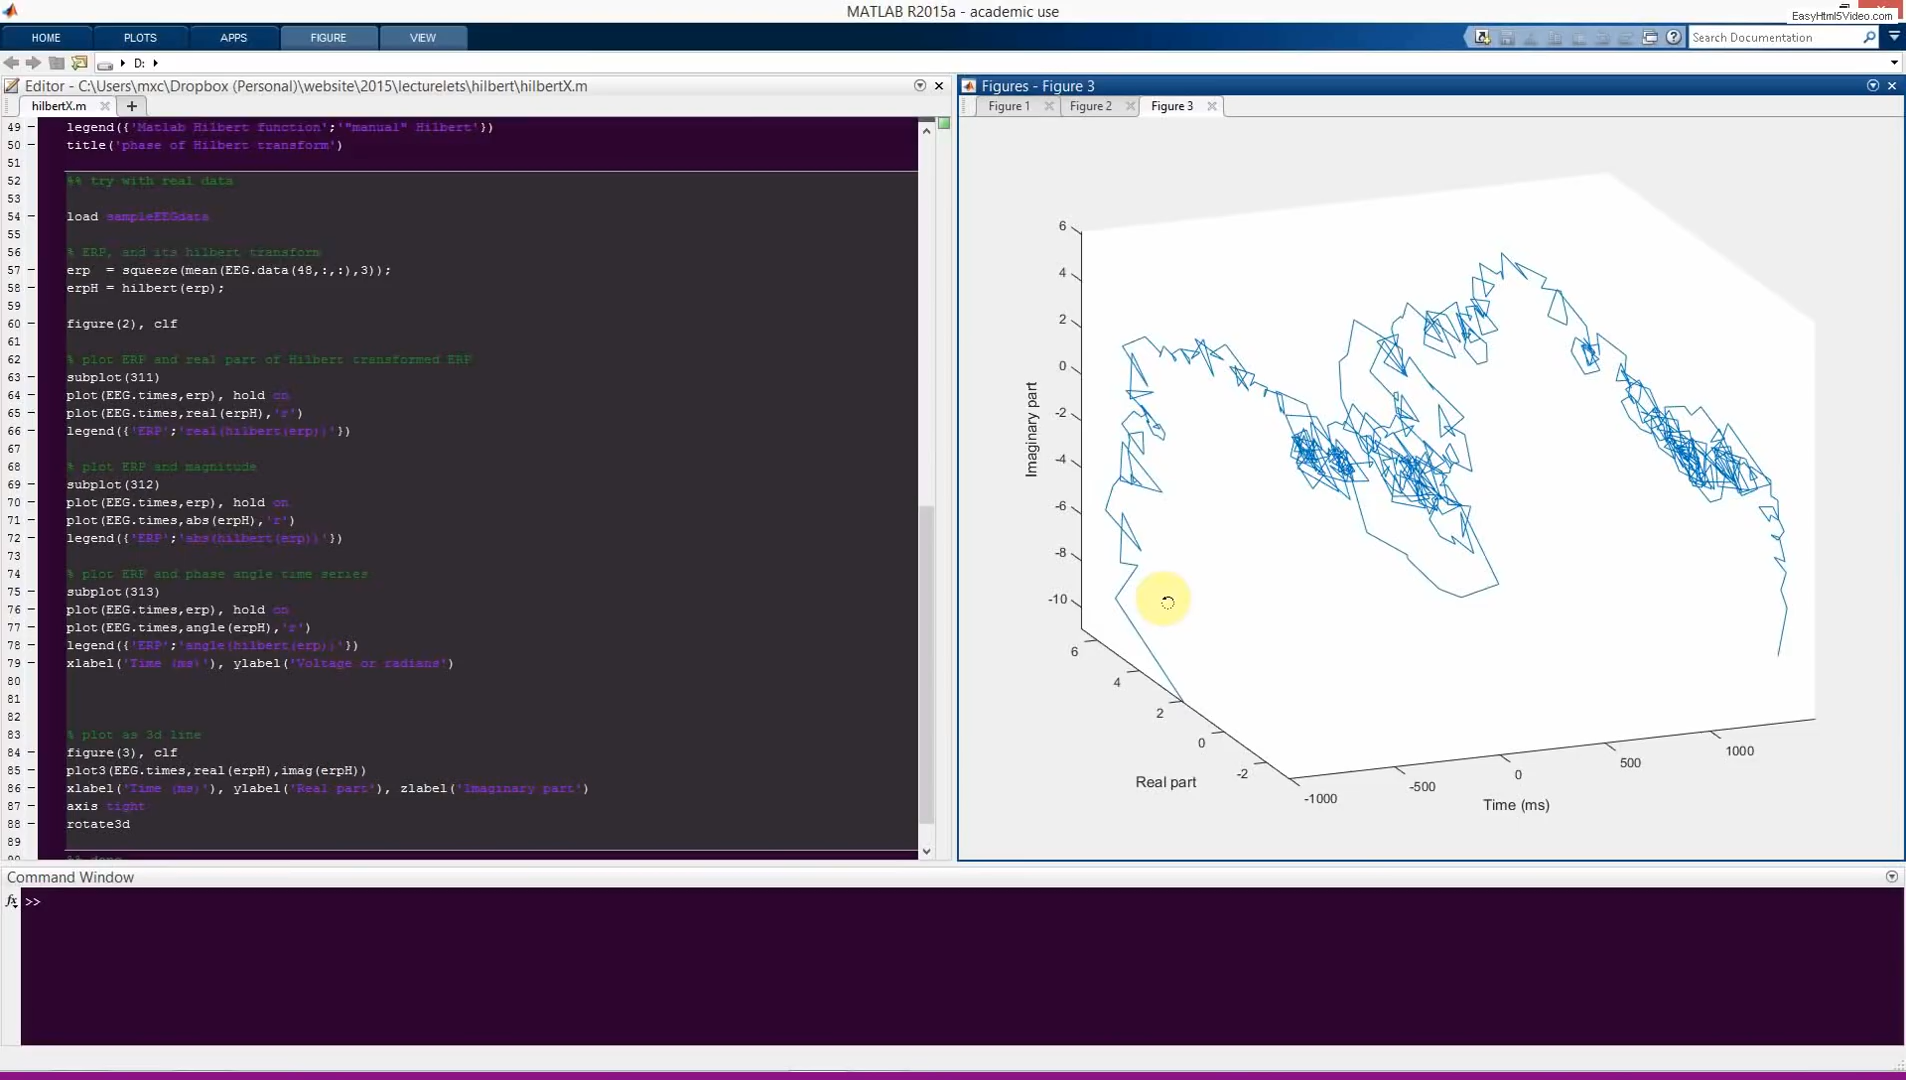 MATLAB R2015a - academic use
EasyHtml5Video.com
HOME PLOTS APPS FIGURE VIEW
Search Documentation
D:
Editor - C:\Users\mxc\Dropbox (Personal)\website\2015\lecturelets\hilbert\hilbertX.m
hilbertX.m
49 legend({'Matlab Hilbert function';'"manual" Hilbert'})
50 title('phase of Hilbert transform')
51
52 %% try with real data
53
54 load sampleEEGdata
55
56 % ERP, and its hilbert transform
57 erp  = squeeze(mean(EEG.data(48,:,:),3));
58 erpH = hilbert(erp);
59
60 figure(2), clf
61
62 % plot ERP and real part of Hilbert transformed ERP
63 subplot(311)
64 plot(EEG.times,erp), hold on
65 plot(EEG.times,real(erpH),'r')
66 legend({'ERP';'real(hilbert(erp))'})
67
68 % plot ERP and magnitude
69 subplot(312)
70 plot(EEG.times,erp), hold on
71 plot(EEG.times,abs(erpH),'r')
72 legend({'ERP';'abs(hilbert(erp))'})
73
74 % plot ERP and phase angle time series
75 subplot(313)
76 plot(EEG.times,erp), hold on
77 plot(EEG.times,angle(erpH),'r')
78 legend({'ERP';'angle(hilbert(erp))'})
79 xlabel('Time (ms)'), ylabel('Voltage or radians')
80
81
82
83 % plot as 3d line
84 figure(3), clf
85 plot3(EEG.times,real(erpH),imag(erpH))
86 xlabel('Time (ms)'), ylabel('Real part'), zlabel('Imaginary part')
87 axis tight
88 rotate3d
89
Figures - Figure 3
Figure 1 Figure 2 Figure 3
6
4
2
0
-2
-4
-6
-8
-10
Imaginary part
6
4
2
0
-2
Real part
-1000
-500
0
500
1000
Time (ms)
Command Window
fx >>